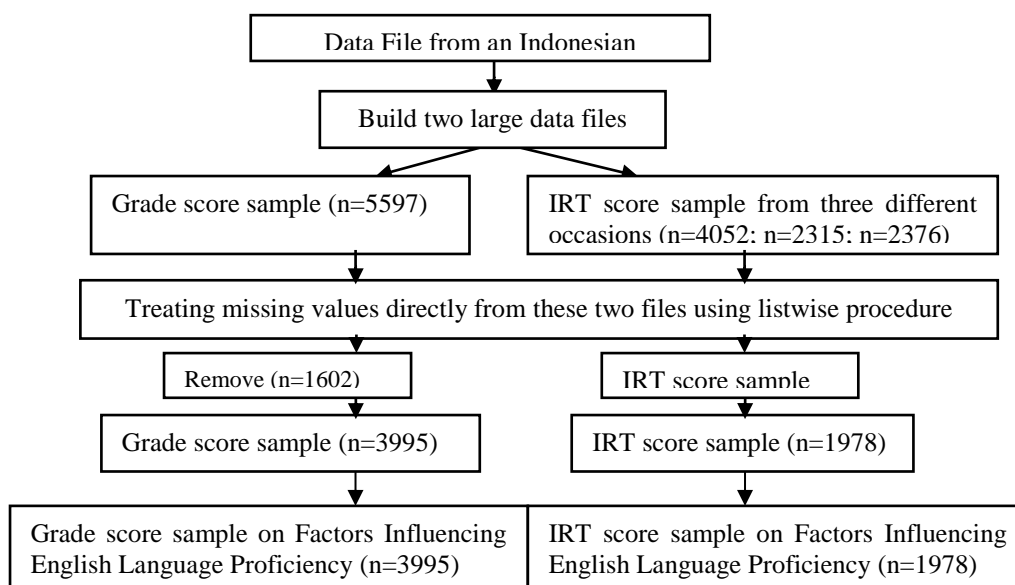 Data File from an Indonesian
Build two large data files
Grade score sample (n=5597)
IRT score sample from three different
occasions (n=4052; n=2315; n=2376)
Treating missing values directly from these two files using listwise procedure
Remove (n=1602)
IRT score sample
Grade score sample (n=3995)
IRT score sample (n=1978)
Grade score sample on Factors Influencing
English Language Proficiency (n=3995)
IRT score sample on Factors Influencing
English Language Proficiency (n=1978)